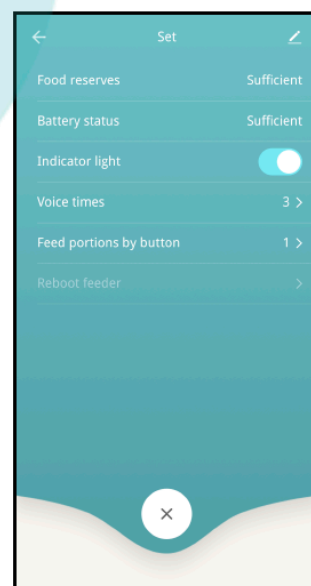 Set
Food reserves Sufficient
Battery status Sufficient
Indicator light
Voice times 3 >
Feed portions by button 1 >
Reboot feeder >